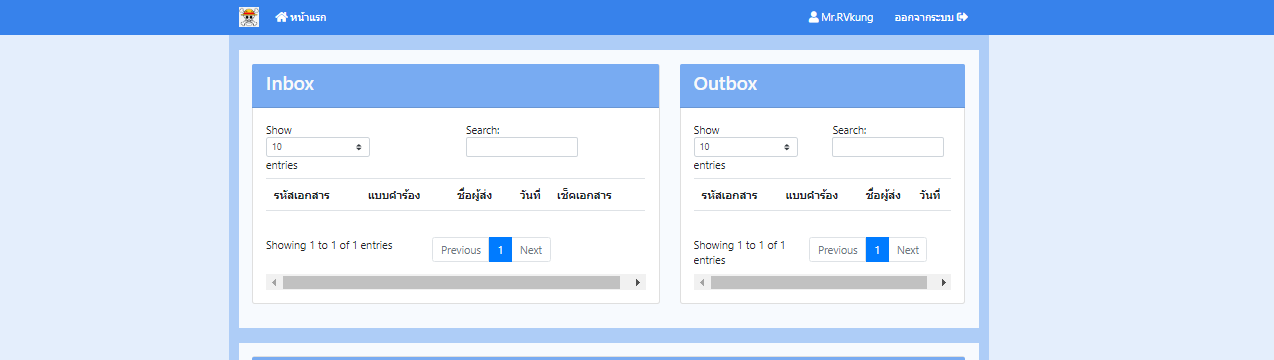 หน้าแรก Mr.RVkung ออกจากระบบ
Inbox
Show Search:
10
entries
รหัสเอกสาร แบบคำร้อง ชื่อผู้ส่ง วันที่ เช็คเอกสาร
Showing 1 to 1 of 1 entries Previous 1 Next
Outbox
Show Search:
10
entries
รหัสเอกสาร แบบคำร้อง ชื่อผู้ส่ง วันที่
Showing 1 to 1 of 1
entries
Previous 1 Next